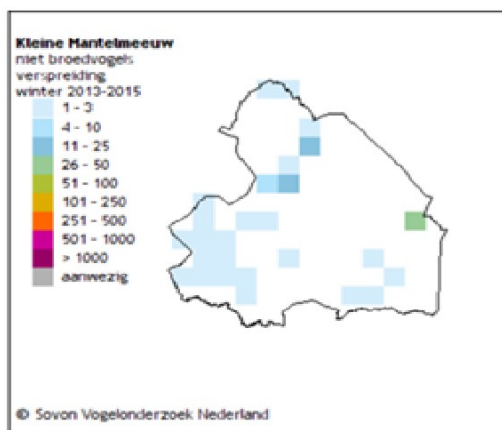 Kleine Mantelmeeuw
niet broedvogels
verspreiding
winter 2013-2015
1 - 3
4 - 10
11 - 25
26 - 50
51 - 100
101 - 250
251 - 500
501 - 1000
> 1000
aanwezig
© Sovon Vogelonderzoek Nederland